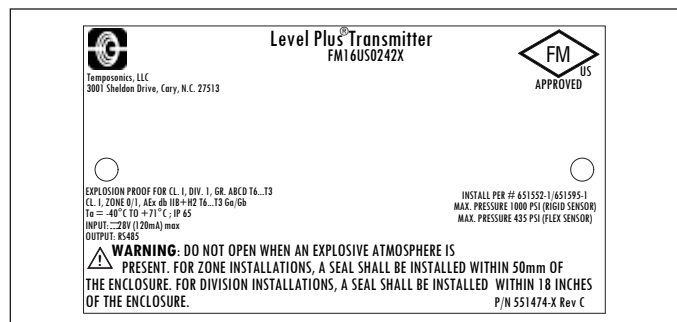 Level Plus® Transmitter
FM16US0242X
FM
US
APPROVED
Temposonics, LLC
3001 Sheldon Drive, Cary, N.C. 27513
EXPLOSION PROOF FOR CL. I, DIV. 1, GR. ABCD T6...T3
CL. I, ZONE 0/1, AEx db IIB+H2 T6...T3 Ga/Gb
Ta = -40°C TO +71°C ; IP 65
INPUT: ⎓28V (120mA) max
OUTPUT: RS485
INSTALL PER # 651552-1/651595-1
MAX. PRESSURE 1000 PSI (RIGID SENSOR)
MAX. PRESSURE 435 PSI (FLEX SENSOR)
WARNING: DO NOT OPEN WHEN AN EXPLOSIVE ATMOSPHERE IS
PRESENT. FOR ZONE INSTALLATIONS, A SEAL SHALL BE INSTALLED WITHIN 50mm OF
THE ENCLOSURE. FOR DIVISION INSTALLATIONS, A SEAL SHALL BE INSTALLED WITHIN 18 INCHES
OF THE ENCLOSURE.
P/N 551474-X Rev C